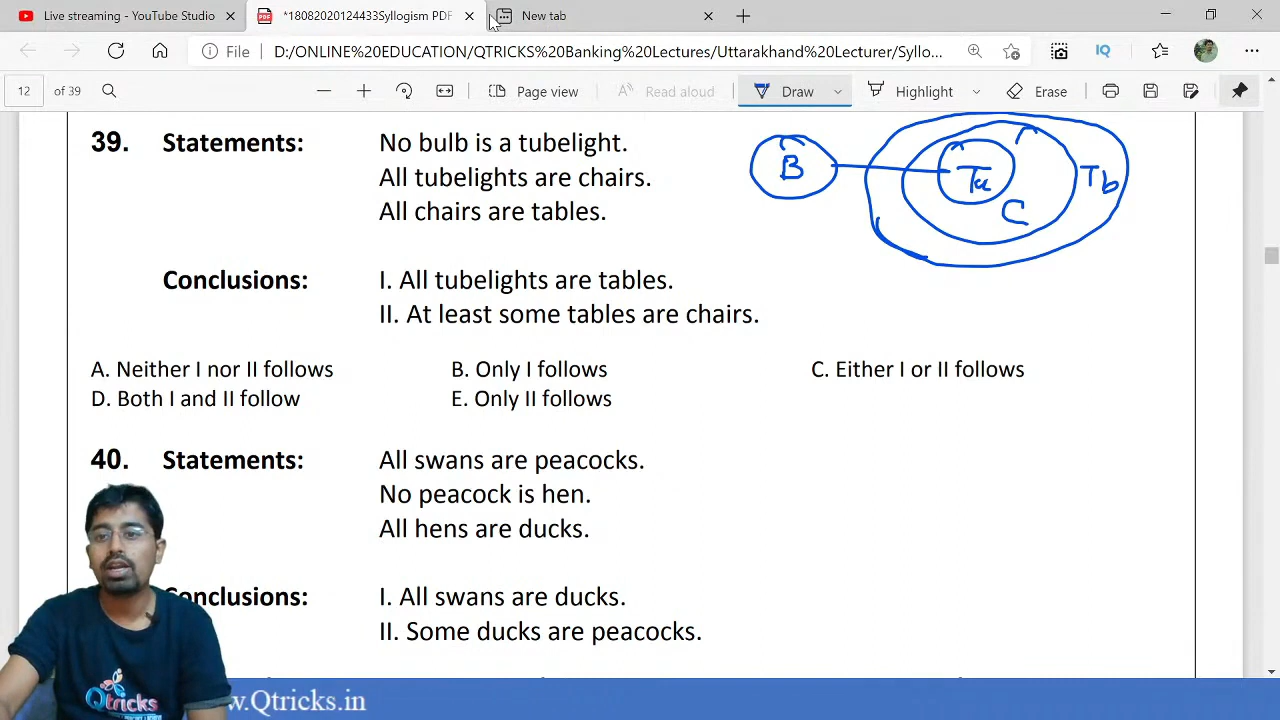 Live streaming - YouTube Studio
*18082020124433Syllogism PDF
New tab
File
D:/ONLINE%20EDUCATION/QTRICKS%20Banking%20Lectures/Uttarakhand%20Lecturer/Syllo...
IQ
12 of 39
Page view
Read aloud
Draw
Highlight
Erase
39. Statements: No bulb is a tubelight.
All tubelights are chairs.
All chairs are tables.
B
Ta
C
Tb
Conclusions: I. All tubelights are tables.
II. At least some tables are chairs.
A. Neither I nor II follows B. Only I follows C. Either I or II follows
D. Both I and II follow E. Only II follows
40. Statements: All swans are peacocks.
No peacock is hen.
All hens are ducks.
onclusions: I. All swans are ducks.
II. Some ducks are peacocks.
Qtricks
w.Qtricks.in